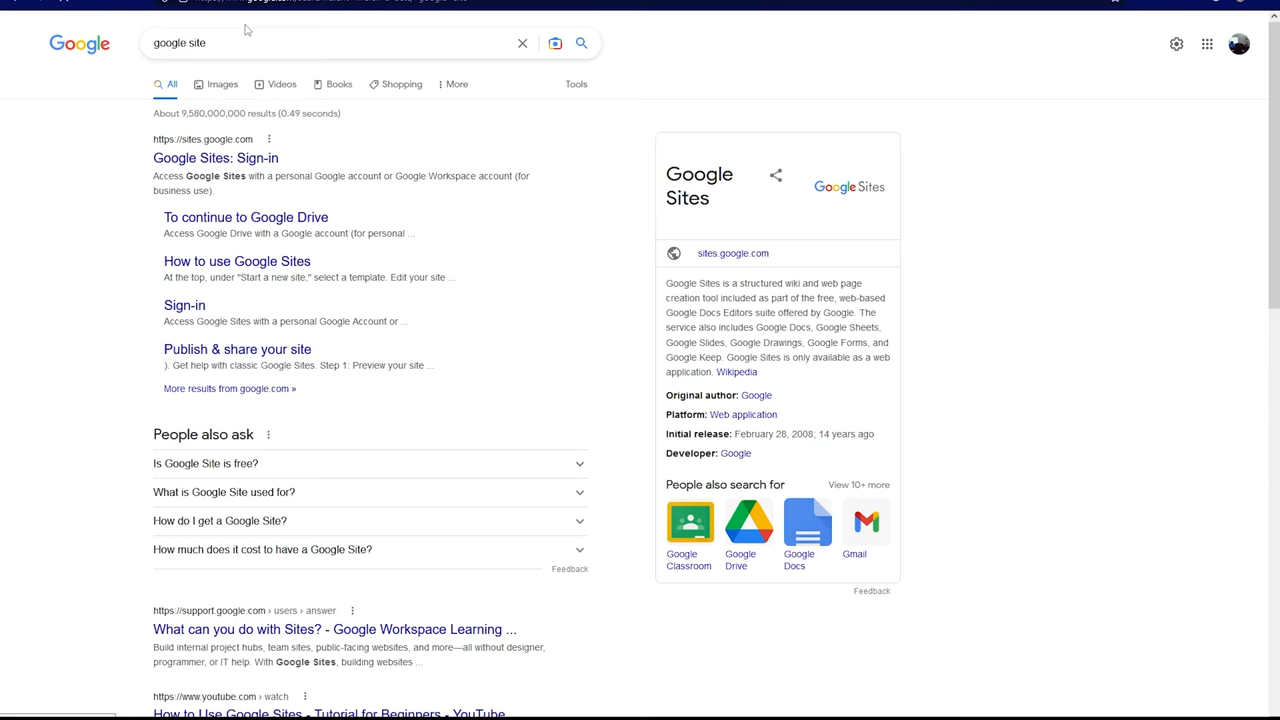 Google
google site
All
Images
Videos
Books
Shopping
More
Tools
About 9,580,000,000 results (0.49 seconds)
https://sites.google.com
Google Sites: Sign-in
Access Google Sites with a personal Google account or Google Workspace account (for
business use).
To continue to Google Drive
Access Google Drive with a Google account (for personal ...
How to use Google Sites
At the top, under "Start a new site," select a template. Edit your site ...
Sign-in
Access Google Sites with a personal Google Account or ...
Publish & share your site
). Get help with classic Google Sites. Step 1: Preview your site ...
More results from google.com »
People also ask
Is Google Site is free?
What is Google Site used for?
How do I get a Google Site?
How much does it cost to have a Google Site?
Feedback
https://support.google.com › users › answer
What can you do with Sites? - Google Workspace Learning ...
Build internal project hubs, team sites, public-facing websites, and more—all without designer,
programmer, or IT help. With Google Sites, building websites ...
https://www.youtube.com › watch
How to Use Google Sites - Tutorial for Beginners - YouTube
Google
Sites
Google Sites
sites.google.com
Google Sites is a structured wiki and web page
creation tool included as part of the free, web-based
Google Docs Editors suite offered by Google. The
service also includes Google Docs, Google Sheets,
Google Slides, Google Drawings, Google Forms, and
Google Keep. Google Sites is only available as a web
application. Wikipedia
Original author: Google
Platform: Web application
Initial release: February 28, 2008; 14 years ago
Developer: Google
People also search for
View 10+ more
Google
Classroom
Google
Drive
Google
Docs
Gmail
Feedback